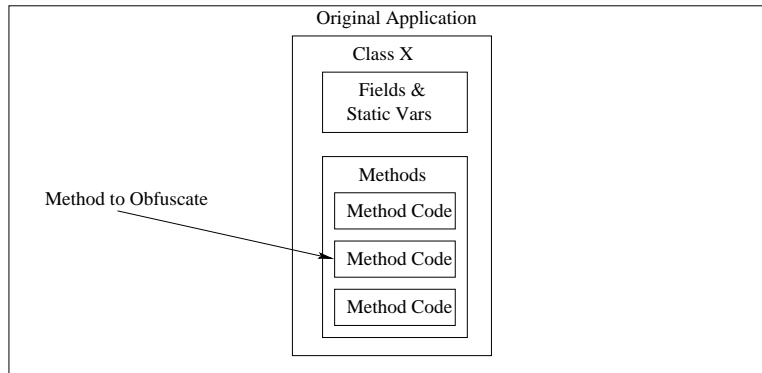 Original Application
Class X
Fields &
Static Vars
Methods
Method to Obfuscate
Method Code
Method Code
Method Code